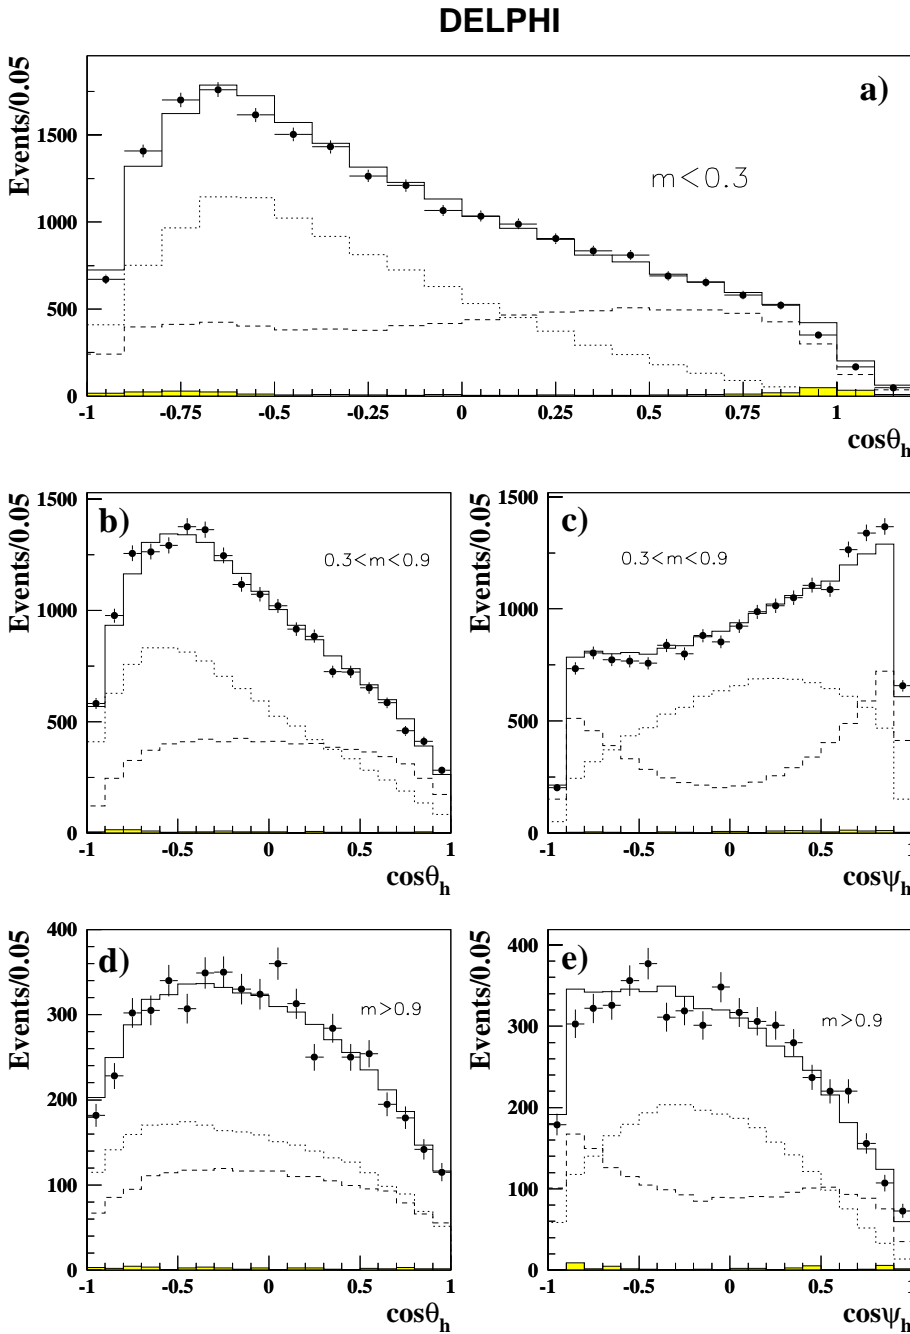 DELPHI
Events/0.05
a)
m<0.3
1500
1000
500
0
-1 -0.75 -0.5 -0.25 0 0.25 0.5 0.75 1
cosθh
Events/0.05
b)
0.3<m<0.9
1500
1000
500
0
-1 -0.5 0 0.5 1
cosθh
Events/0.05
c)
0.3<m<0.9
1500
1000
500
0
-1 -0.5 0 0.5 1
cosψh
Events/0.05
d)
m>0.9
400
300
200
100
0
-1 -0.5 0 0.5 1
cosθh
Events/0.05
e)
m>0.9
400
300
200
100
0
-1 -0.5 0 0.5 1
cosψh